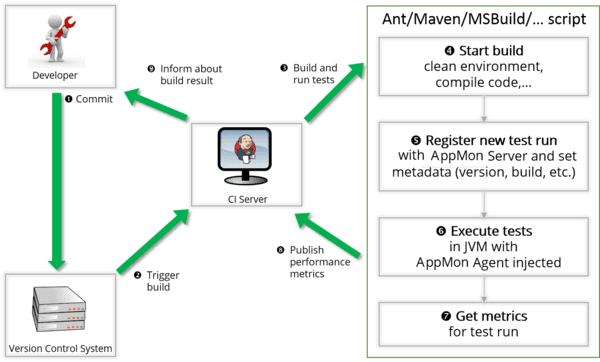 Ant/Maven/MSBuild/... script
Developer
❾ Inform about
build result
❸ Build and
run tests
❹ Start build
clean environment,
compile code,...
❶ Commit
❺ Register new test run
with AppMon Server and set
metadata (version, build, etc.)
CI Server
❻ Execute tests
in JVM with
AppMon Agent injected
❽ Publish
performance
metrics
❷ Trigger
build
❼ Get metrics
for test run
Version Control System